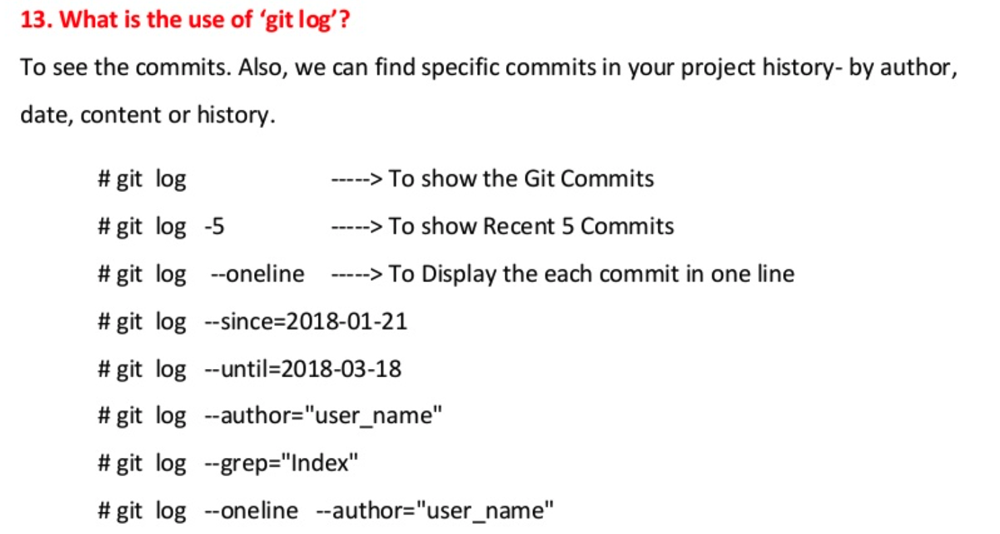 13. What is the use of ‘git log’?
To see the commits. Also, we can find specific commits in your project history- by author,
date, content or history.
# git log -----> To show the Git Commits
# git log -5 -----> To show Recent 5 Commits
# git log --oneline -----> To Display the each commit in one line
# git log --since=2018-01-21
# git log --until=2018-03-18
# git log --author="user_name"
# git log --grep="Index"
# git log --oneline --author="user_name"